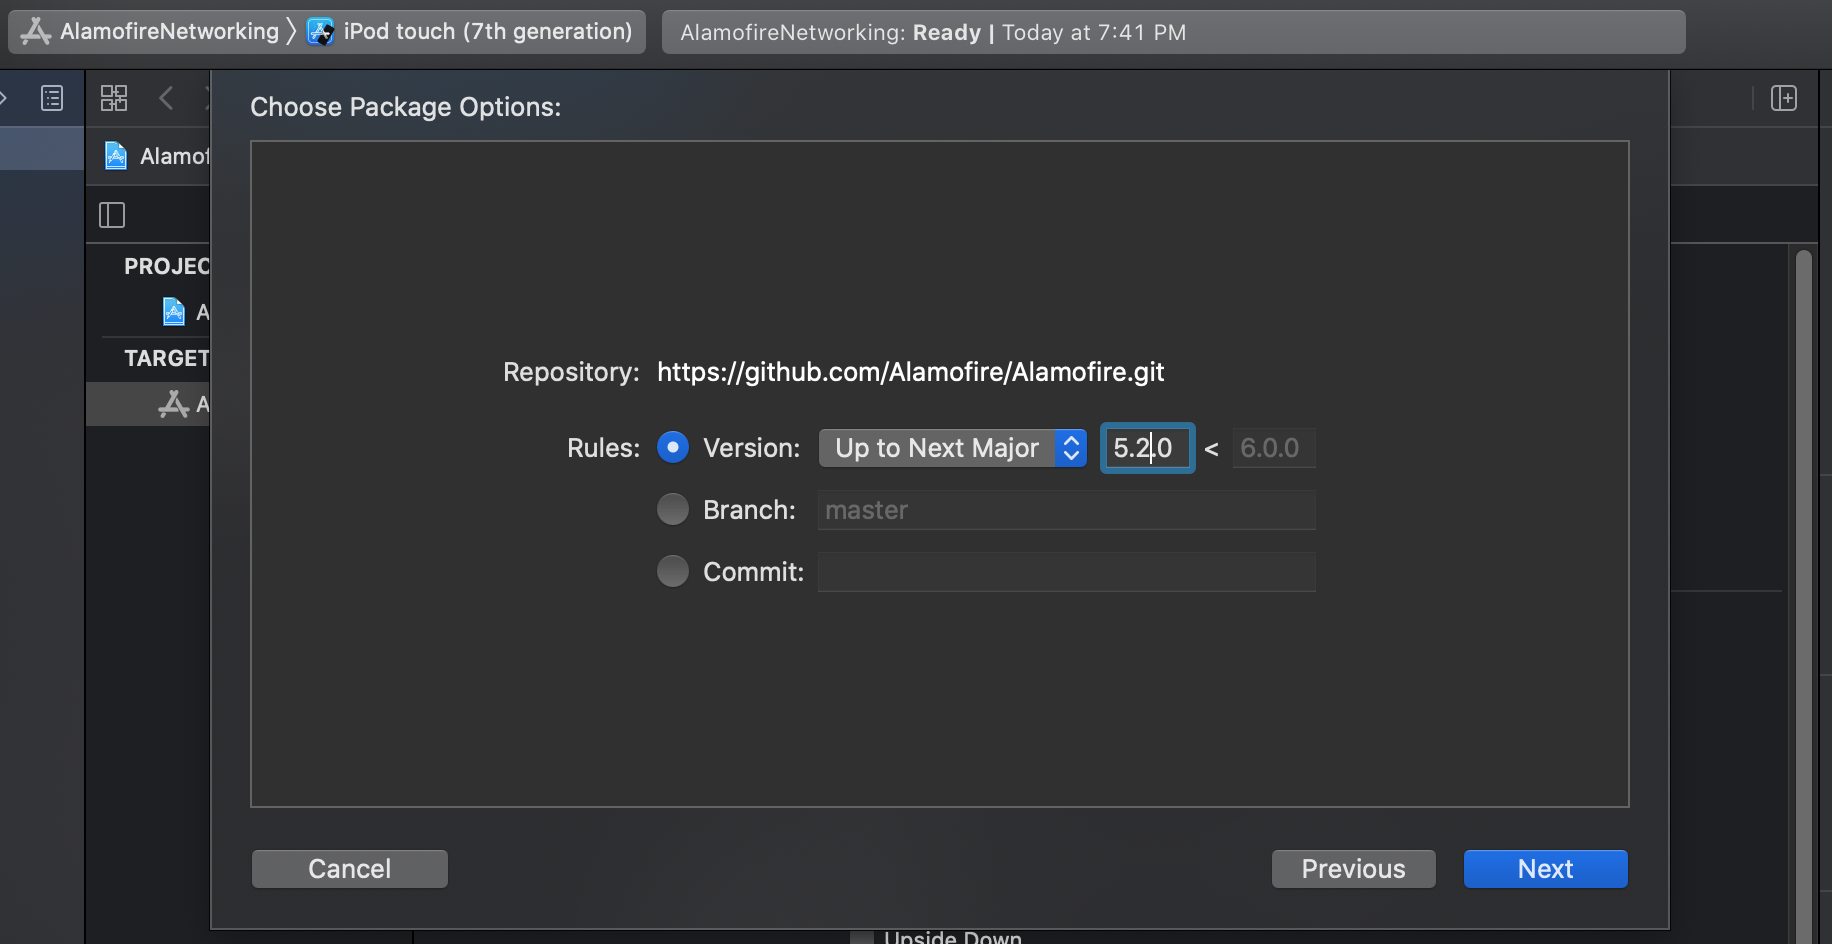 AlamofireNetworking 〉 iPod touch (7th generation)
AlamofireNetworking: Ready | Today at 7:41 PM
Choose Package Options:
Alamof
PROJEC
A
TARGET
A
Repository: https://github.com/Alamofire/Alamofire.git
Rules: Version: Up to Next Major 5.2.0 < 6.0.0
Branch: master
Commit:
Cancel Previous Next
Upside Down